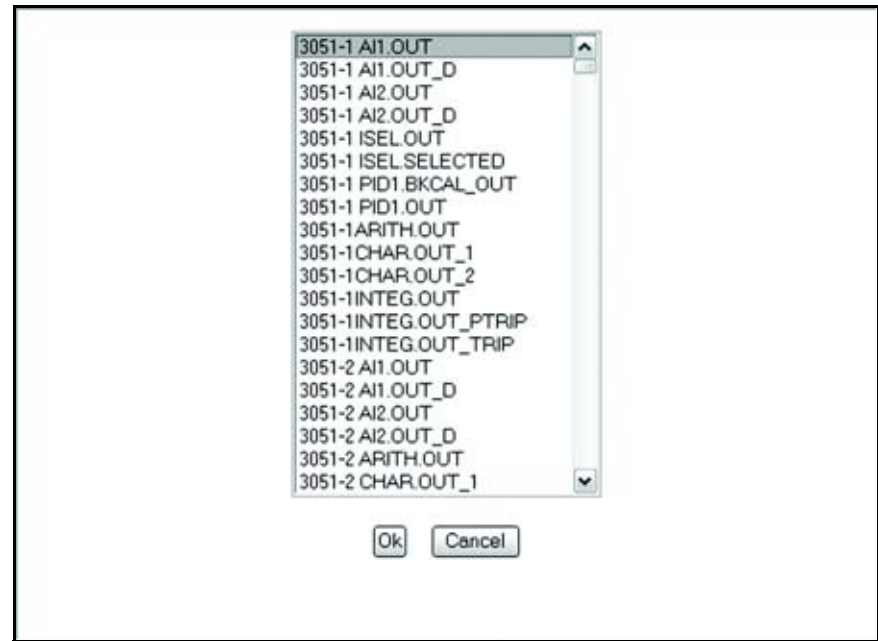 3051-1 AI1.OUT
3051-1 AI1.OUT_D
3051-1 AI2.OUT
3051-1 AI2.OUT_D
3051-1 ISEL.OUT
3051-1 ISEL.SELECTED
3051-1 PID1.BKCAL_OUT
3051-1 PID1.OUT
3051-1ARITH.OUT
3051-1CHAR.OUT_1
3051-1CHAR.OUT_2
3051-1INTEG.OUT
3051-1INTEG.OUT_PTRIP
3051-1INTEG.OUT_TRIP
3051-2 AI1.OUT
3051-2 AI1.OUT_D
3051-2 AI2.OUT
3051-2 AI2.OUT_D
3051-2 ARITH.OUT
3051-2 CHAR.OUT_1
Ok Cancel